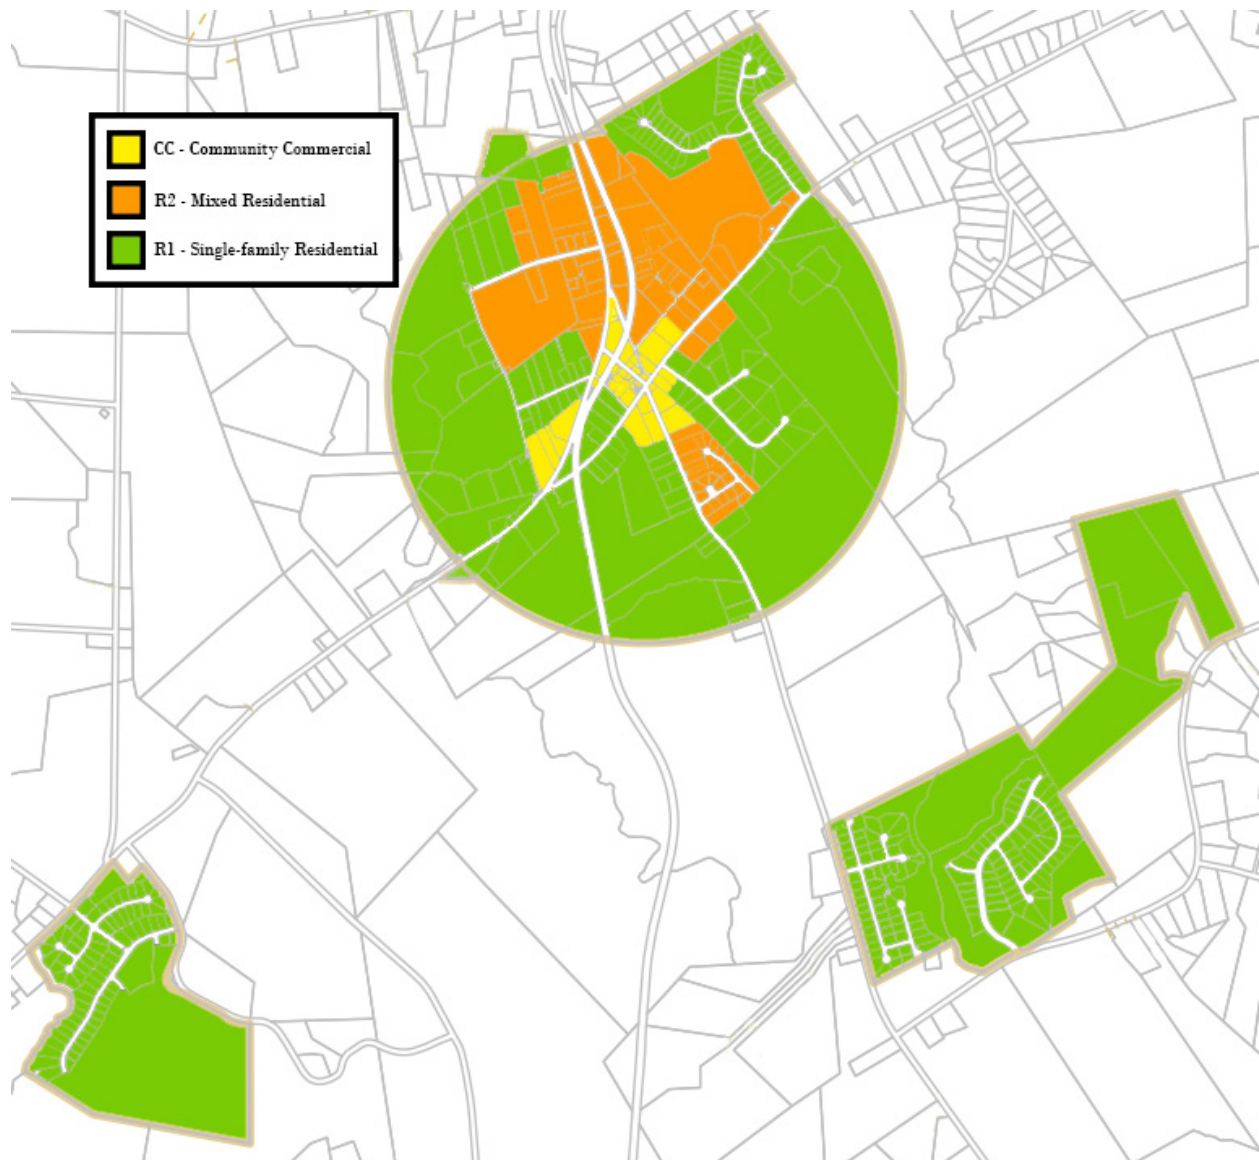 CC - Community Commercial
R2 - Mixed Residential
R1 - Single-family Residential